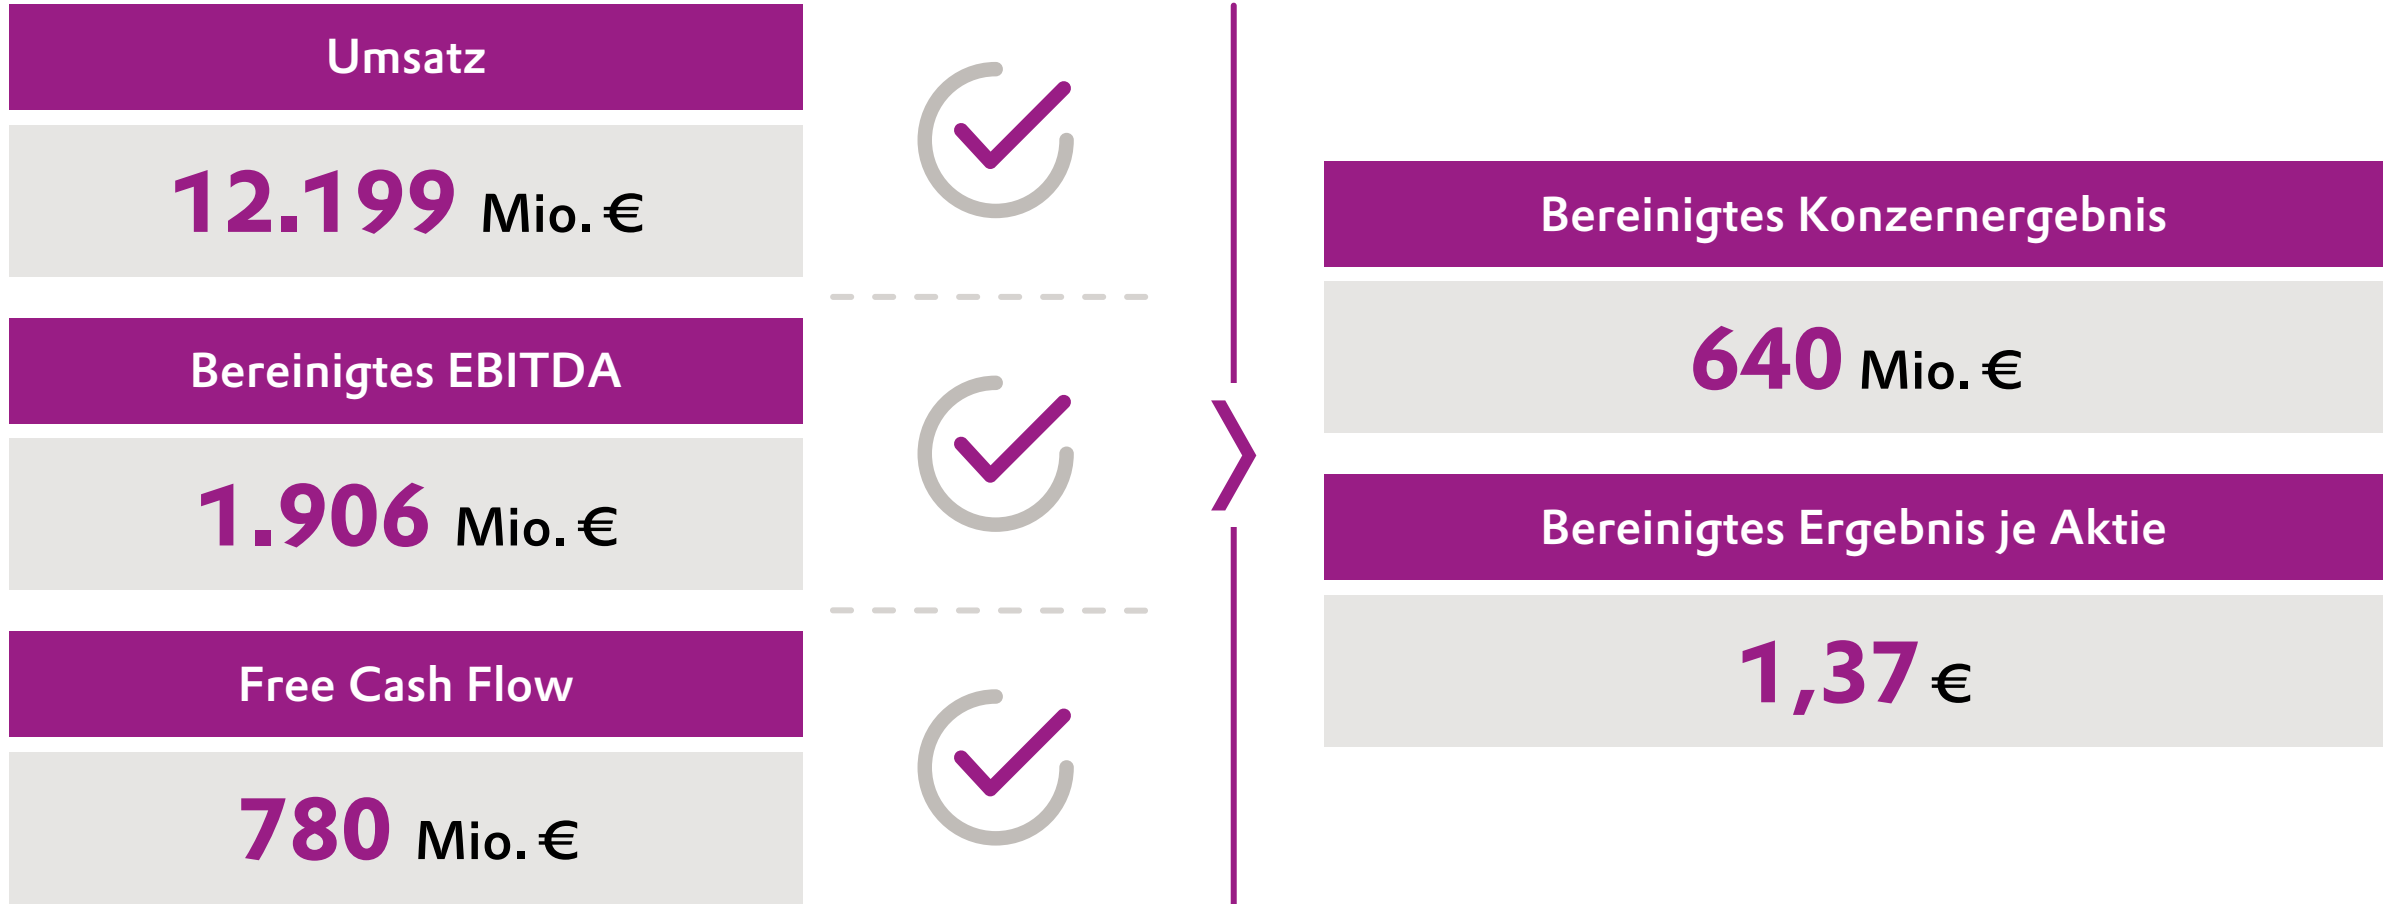 Umsatz
12.199 Mio. €
Bereinigtes EBITDA
1.906 Mio. €
Free Cash Flow
780 Mio. €
Bereinigtes Konzernergebnis
640 Mio. €
Bereinigtes Ergebnis je Aktie
1,37 €